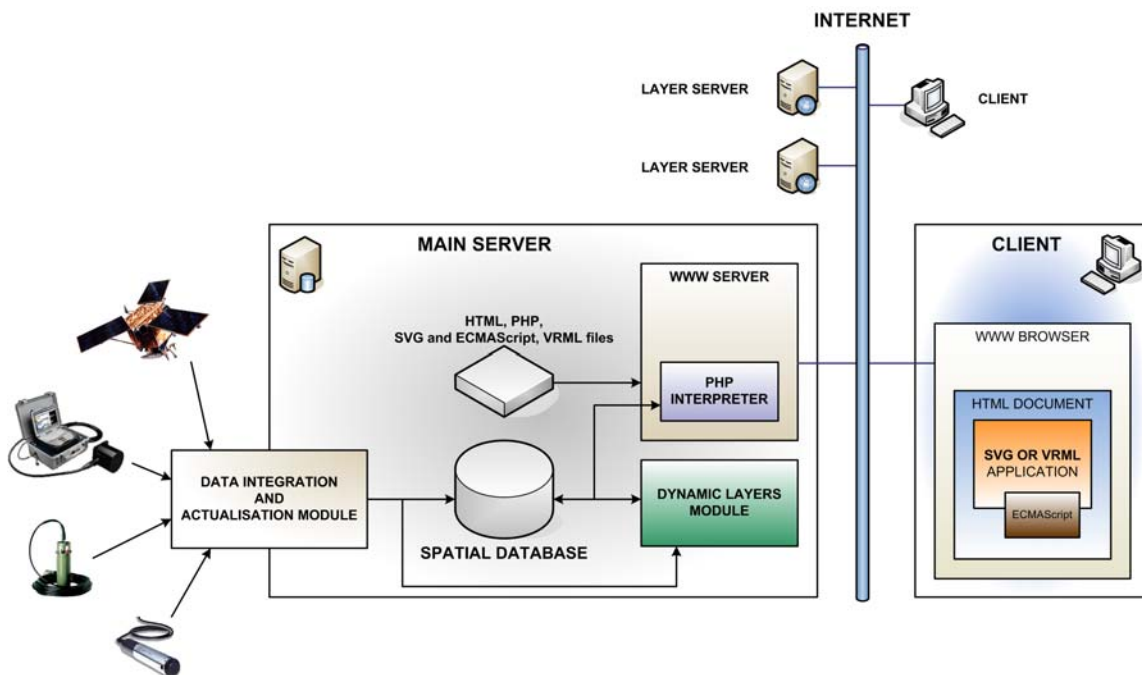 INTERNET
LAYER SERVER
CLIENT
LAYER SERVER
MAIN SERVER
WWW SERVER
HTML, PHP,
SVG and ECMAScript, VRML files
PHP
INTERPRETER
DATA INTEGRATION
AND
ACTUALISATION MODULE
SPATIAL DATABASE
DYNAMIC LAYERS
MODULE
CLIENT
WWW BROWSER
HTML DOCUMENT
SVG OR VRML
APPLICATION
ECMAScript